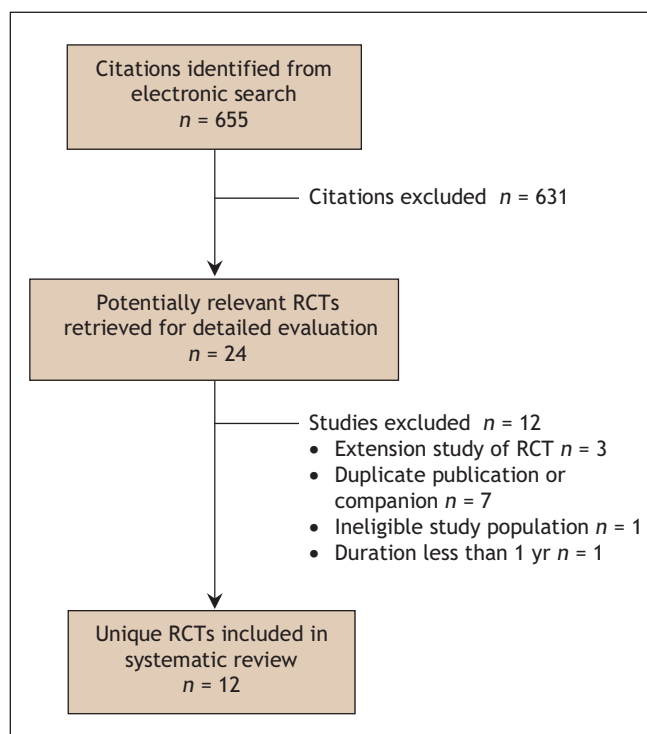 Citations identified from
electronic search
n = 655
Citations excluded n = 631
Potentially relevant RCTs
retrieved for detailed evaluation
n = 24
Studies excluded n = 12
• Extension study of RCT n = 3
• Duplicate publication or
companion n = 7
• Ineligible study population n = 1
• Duration less than 1 yr n = 1
Unique RCTs included in
systematic review
n = 12